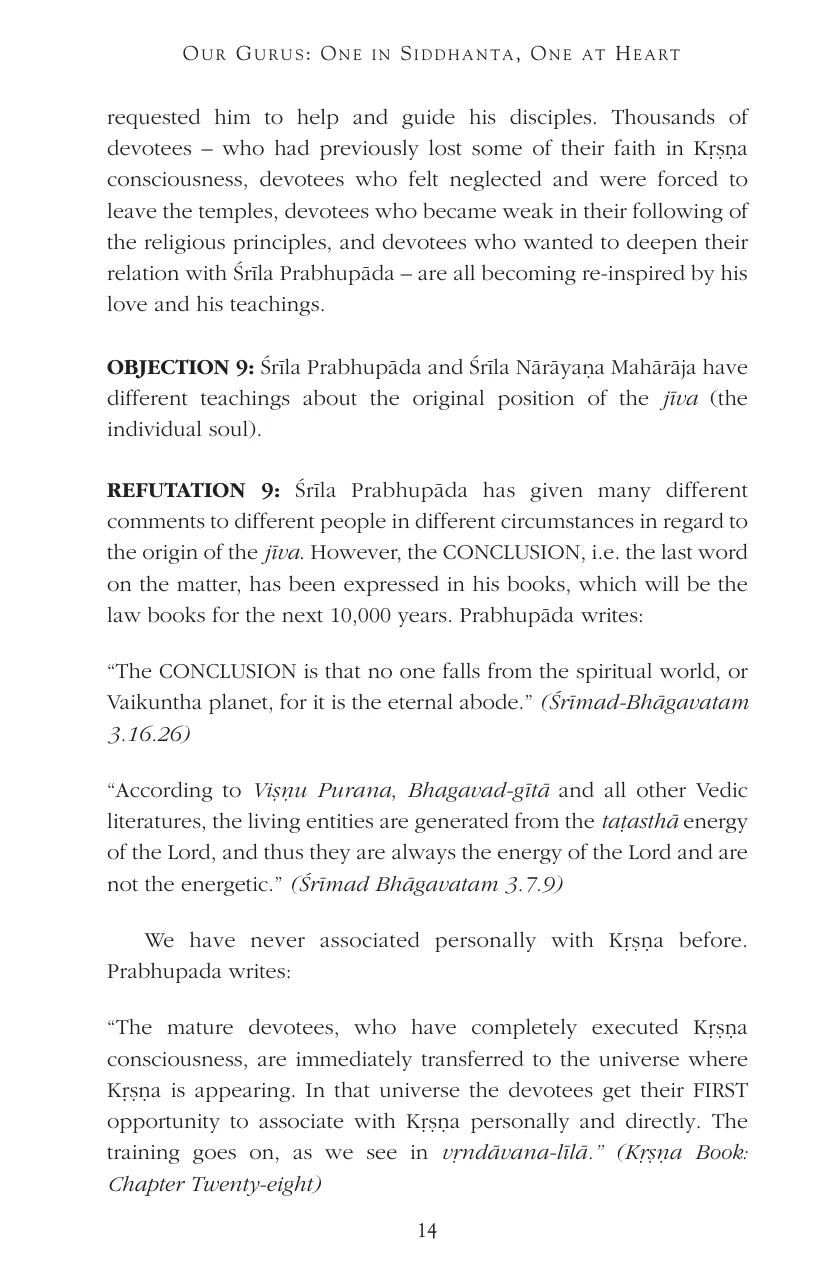 OUR GURUS: ONE IN SIDDHANTA, ONE AT HEART
requested him to help and guide his disciples. Thousands of
devotees – who had previously lost some of their faith in Kṛṣṇa
consciousness, devotees who felt neglected and were forced to
leave the temples, devotees who became weak in their following of
the religious principles, and devotees who wanted to deepen their
relation with Śrīla Prabhupāda – are all becoming re-inspired by his
love and his teachings.
OBJECTION 9: Śrīla Prabhupāda and Śrīla Nārāyaṇa Mahārāja have
different teachings about the original position of the jīva (the
individual soul).
REFUTATION 9: Śrīla Prabhupāda has given many different
comments to different people in different circumstances in regard to
the origin of the jīva. However, the CONCLUSION, i.e. the last word
on the matter, has been expressed in his books, which will be the
law books for the next 10,000 years. Prabhupāda writes:
“The CONCLUSION is that no one falls from the spiritual world, or
Vaikuntha planet, for it is the eternal abode.” (Śrīmad-Bhāgavatam
3.16.26)
“According to Viṣṇu Purana, Bhagavad-gītā and all other Vedic
literatures, the living entities are generated from the taṭasthā energy
of the Lord, and thus they are always the energy of the Lord and are
not the energetic.” (Śrīmad Bhāgavatam 3.7.9)
We have never associated personally with Kṛṣṇa before.
Prabhupada writes:
“The mature devotees, who have completely executed Kṛṣṇa
consciousness, are immediately transferred to the universe where
Kṛṣṇa is appearing. In that universe the devotees get their FIRST
opportunity to associate with Kṛṣṇa personally and directly. The
training goes on, as we see in vṛndāvana-līlā.” (Kṛṣṇa Book:
Chapter Twenty-eight)
14